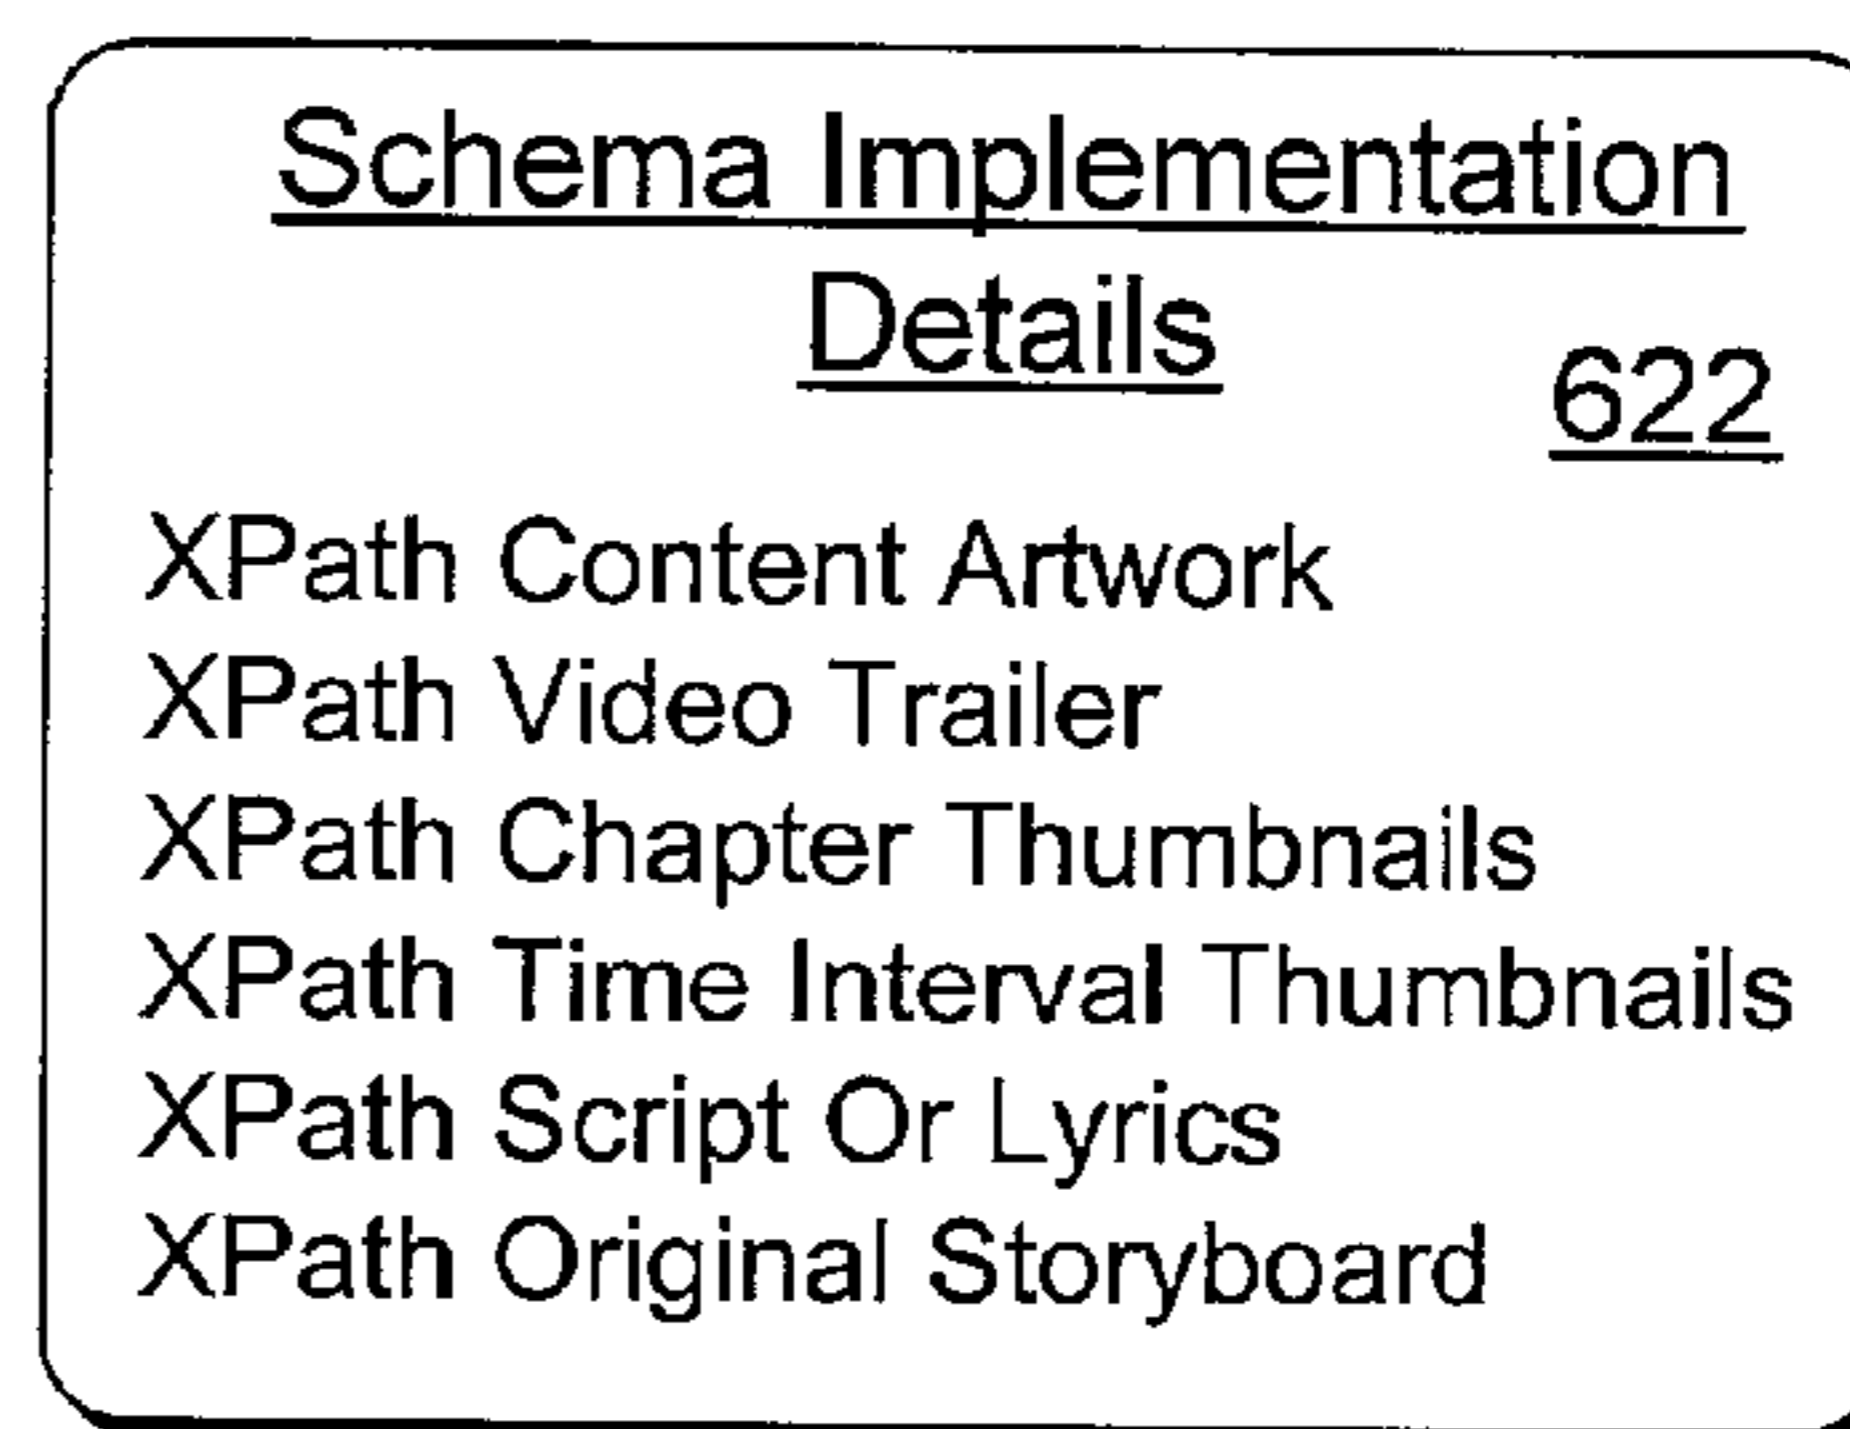 Schema Implementation
Details
622
XPath Content Artwork
XPath Video Trailer
XPath Chapter Thumbnails
XPath Time Interval Thumbnails
XPath Script Or Lyrics
XPath Original Storyboard